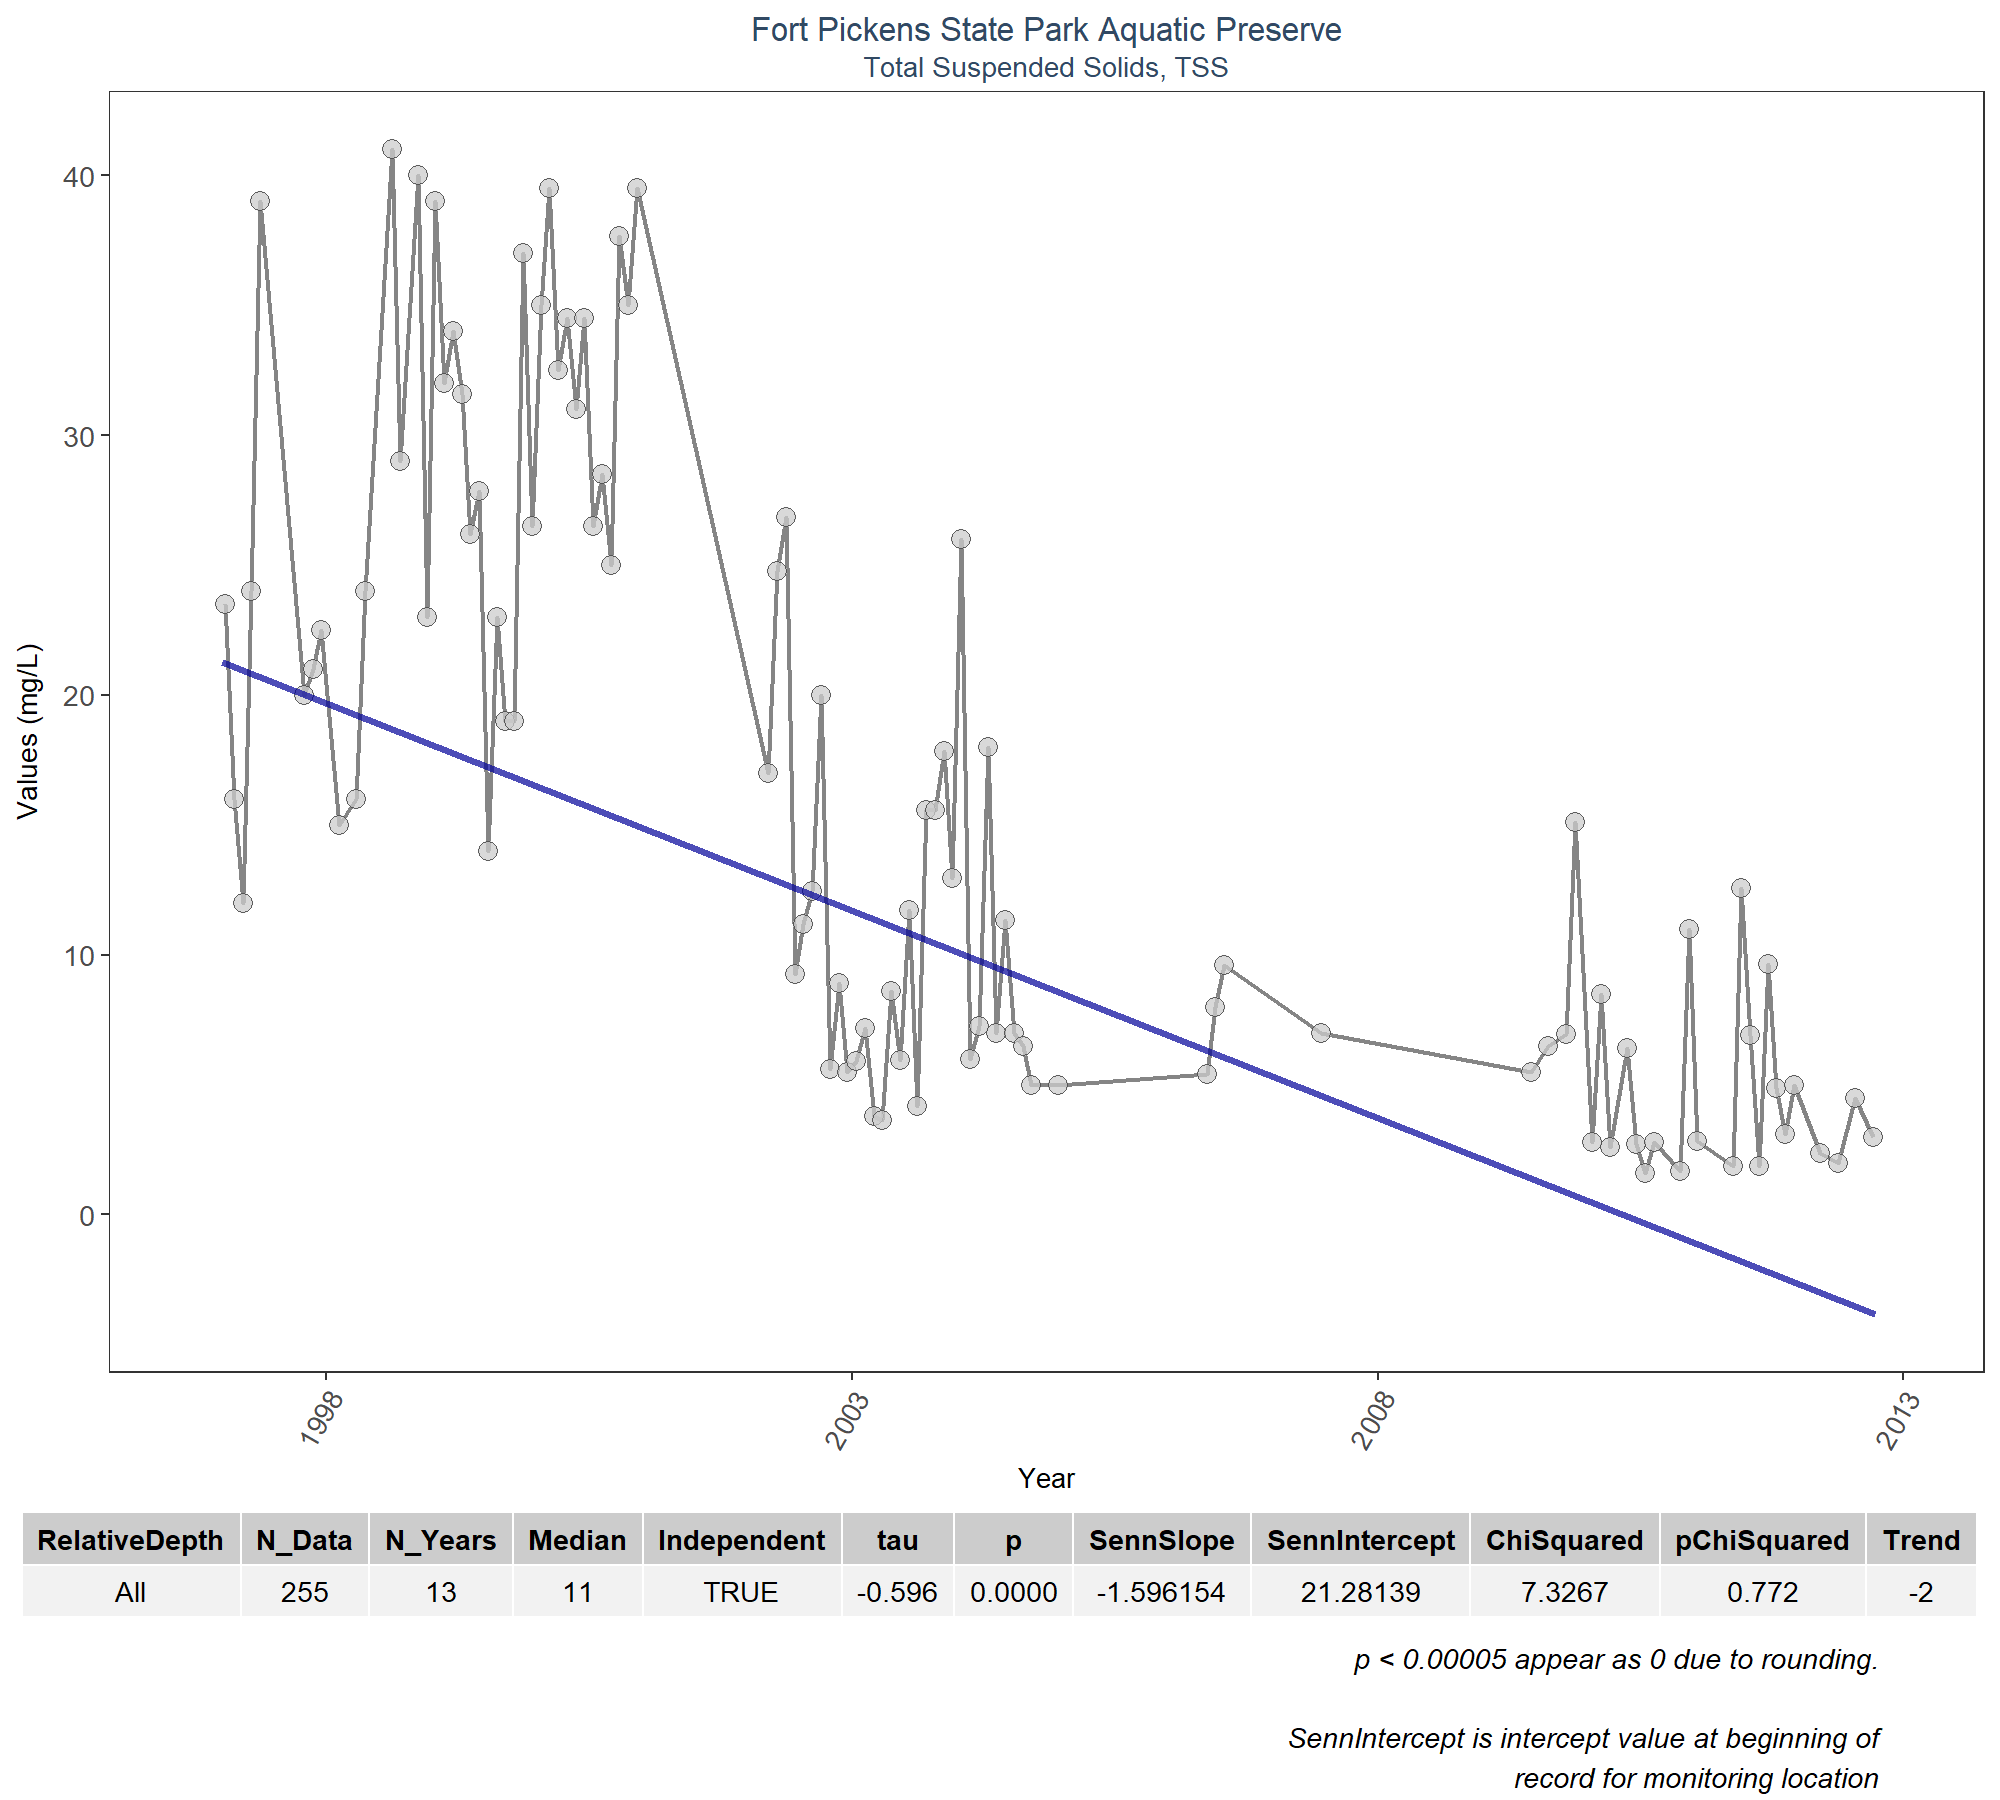 Fort Pickens State Park Aquatic Preserve
Total Suspended Solids, TSS
Values (mg/L)
40
30
20
10
0
1998
2003
2008
2013
Year
RelativeDepth N_Data N_Years Median Independent tau p SennSlope SennIntercept ChiSquared pChiSquared Trend
All 255 13 11 TRUE -0.596 0.0000 -1.596154 21.28139 7.3267 0.772 -2
p < 0.00005 appear as 0 due to rounding.
SennIntercept is intercept value at beginning of
record for monitoring location